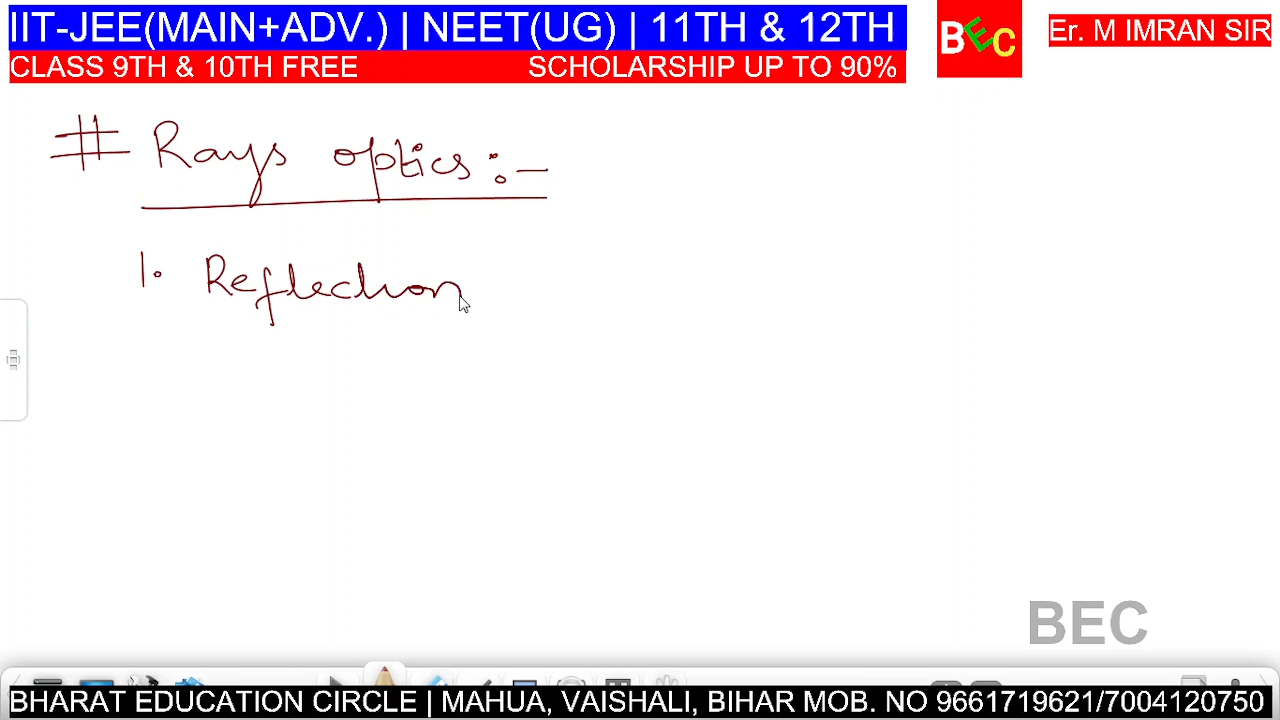 IIT-JEE(MAIN+ADV.) | NEET(UG) | 11TH & 12TH
CLASS 9TH & 10TH FREE SCHOLARSHIP UP TO 90%
BEC
Er. M IMRAN SIR
# Rays optics :-
1. Reflection
BEC
BHARAT EDUCATION CIRCLE | MAHUA, VAISHALI, BIHAR MOB. NO 9661719621/7004120750